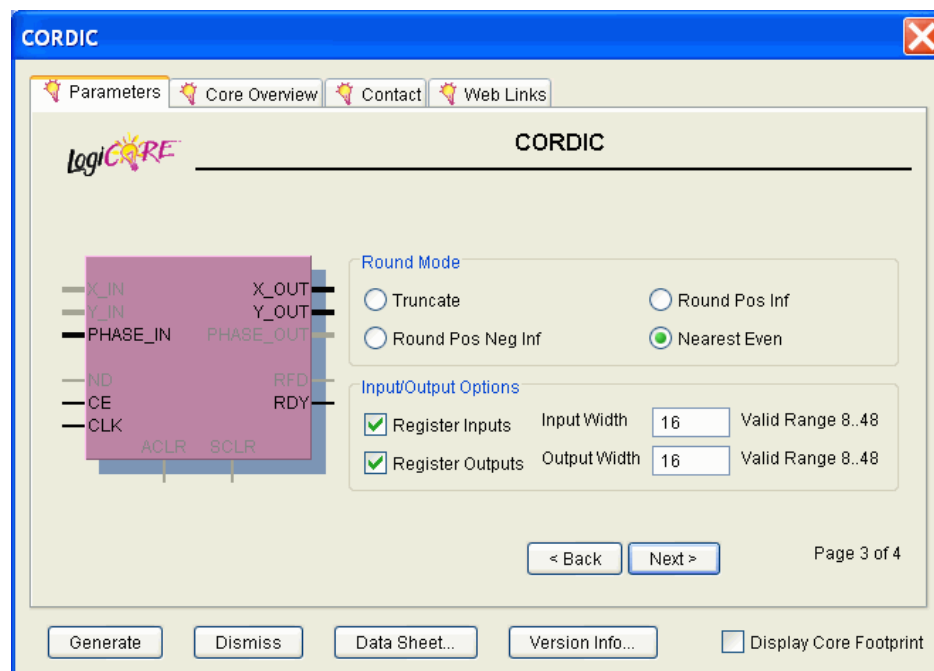 CORDIC
Parameters Core Overview Contact Web Links
LogiCORE
CORDIC
X_IN X_OUT
Y_IN Y_OUT
PHASE_IN PHASE_OUT
ND RFD
CE RDY
CLK
ACLR SCLR
Round Mode
Truncate Round Pos Inf
Round Pos Neg Inf Nearest Even
Input/Output Options
Register Inputs Input Width 16 Valid Range 8..48
Register Outputs Output Width 16 Valid Range 8..48
< Back Next > Page 3 of 4
Generate Dismiss Data Sheet... Version Info... Display Core Footprint